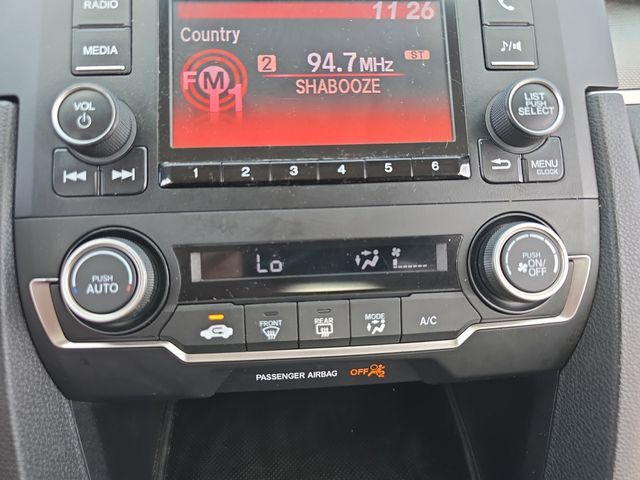 RADIO
11 26
Country
MEDIA
2 94.7MHz ST
FM1
SHABOOZE
VOL
LIST
PUSH
SELECT
1 2 3 4 5 6
MENU
CLOCK
PUSH
AUTO
Lo
PUSH
ON/
OFF
FRONT
REAR
MODE
A/C
PASSENGER AIRBAG OFF